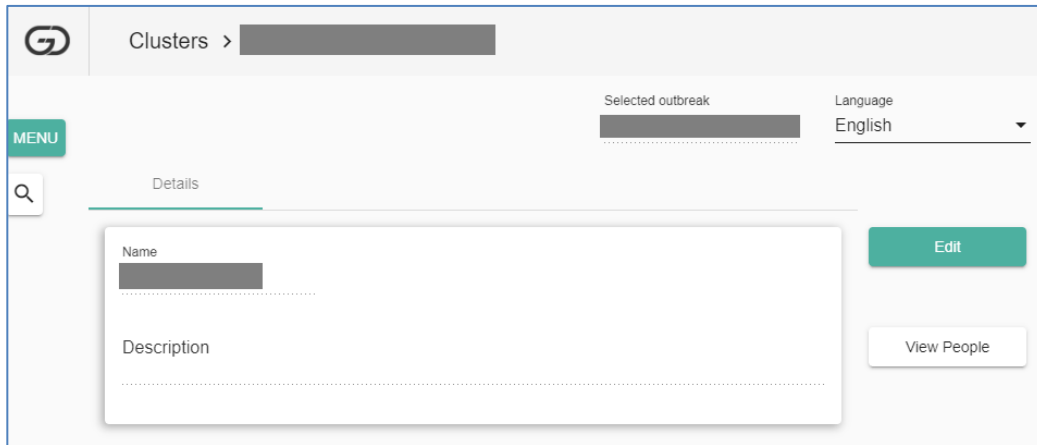 Clusters >
Selected outbreak
Language
English
MENU
Details
Name
Edit
Description
View People